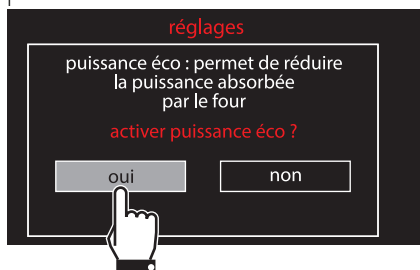 réglages
puissance éco : permet de réduire
la puissance absorbée
par le four
activer puissance éco ?
oui
non